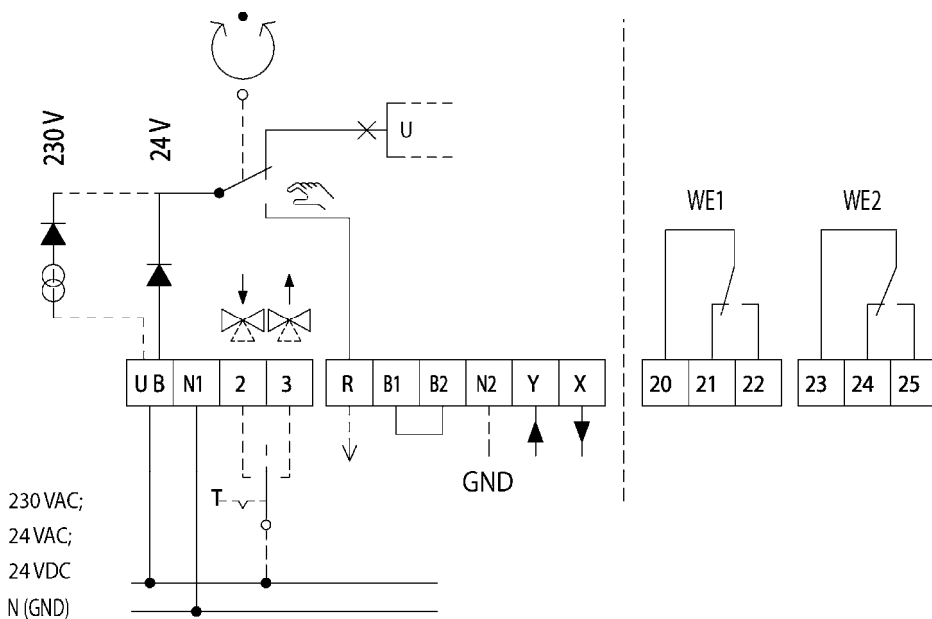 230 V
24 V
U
WE1
WE2
U B N1 2 3
R B1 B2 N2 Y X
20 21 22
23 24 25
GND
T
230 VAC;
24 VAC;
24 VDC
N (GND)